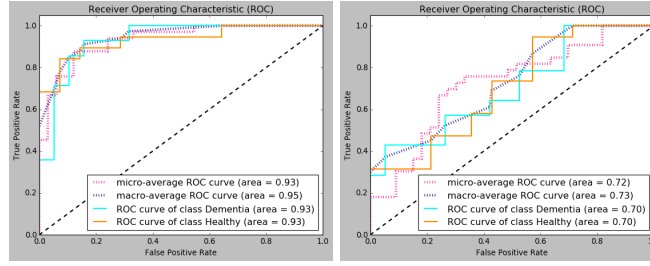 Receiver Operating Characteristic (ROC)
1.0
0.8
0.6
0.4
0.2
0.0
True Positive Rate
micro-average ROC curve (area = 0.93)
macro-average ROC curve (area = 0.95)
ROC curve of class Dementia (area = 0.93)
ROC curve of class Healthy (area = 0.93)
0.0 0.2 0.4 0.6 0.8 1.0
False Positive Rate
Receiver Operating Characteristic (ROC)
1.0
0.8
0.6
0.4
0.2
0.0
True Positive Rate
micro-average ROC curve (area = 0.72)
macro-average ROC curve (area = 0.73)
ROC curve of class Dementia (area = 0.70)
ROC curve of class Healthy (area = 0.70)
0.0 0.2 0.4 0.6 0.8 1.0
False Positive Rate